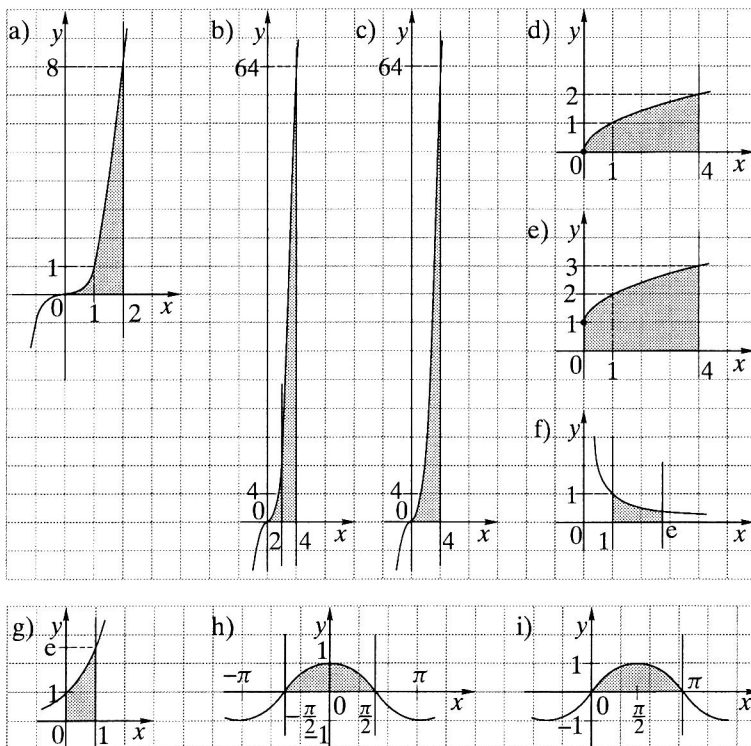 a) y
8
1
0 1 2 x
b) y
64
4
0
2 4 x
c) y
64
4
0
4 x
d) y
2
1
0 1 4 x
e) y
3
2
1
0 1 4 x
f) y
1
0 1 e x
g) y
e
1
0 1 x
h) y
1
-π π
-π/2 0 π/2 x
-1
i) y
1
π
0 π/2 x
-1